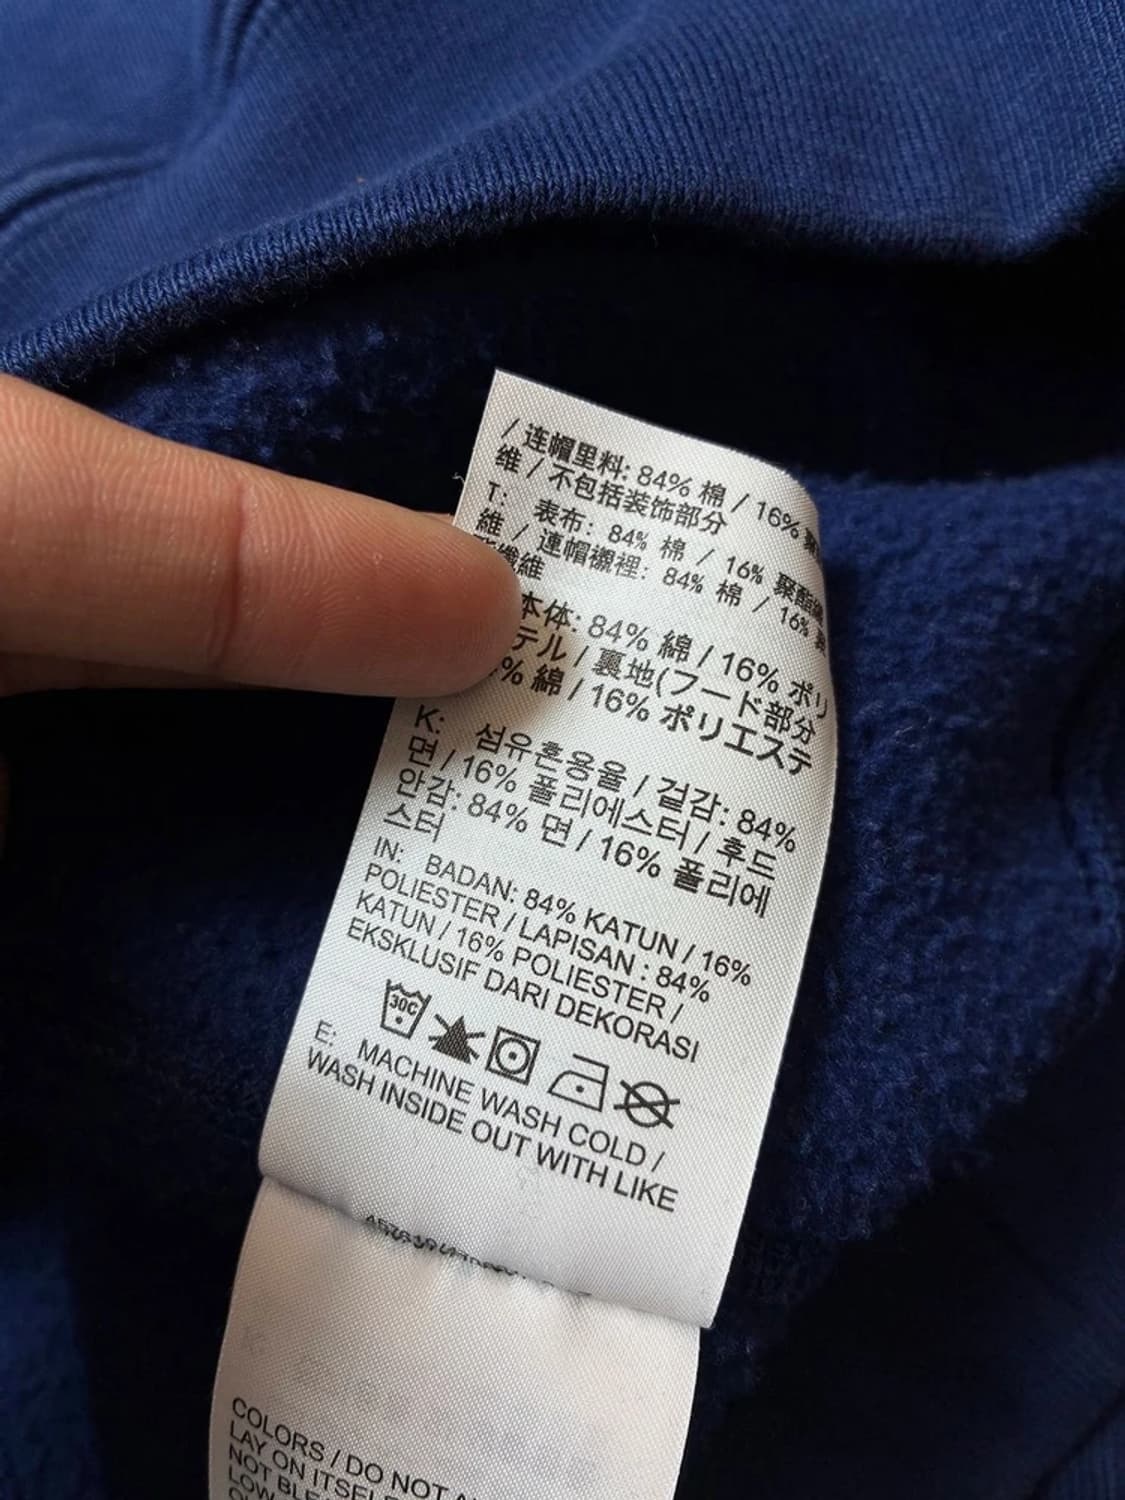 / 连帽里料: 84% 棉 / 16% 聚
维 / 不包括装饰部分
T: 表布: 84% 棉 / 16% 聚酯纖
維 / 連帽襯裡: 84% 棉 / 16% 聚
纖維
本体: 84% 綿 / 16% ポリ
テル / 裏地(フード部分
% 綿 / 16% ポリエステ
K: 섬유혼용율 / 겉감: 84%
면 / 16% 폴리에스터 / 후드
안감: 84% 면 / 16% 폴리에
스터
IN: BADAN: 84% KATUN / 16%
POLIESTER / LAPISAN : 84%
KATUN / 16% POLIESTER /
EKSKLUSIF DARI DEKORASI
30C
E: MACHINE WASH COLD /
WASH INSIDE OUT WITH LIKE
COLORS / DO NOT
LAY ON ITSELF
NOT
LOW